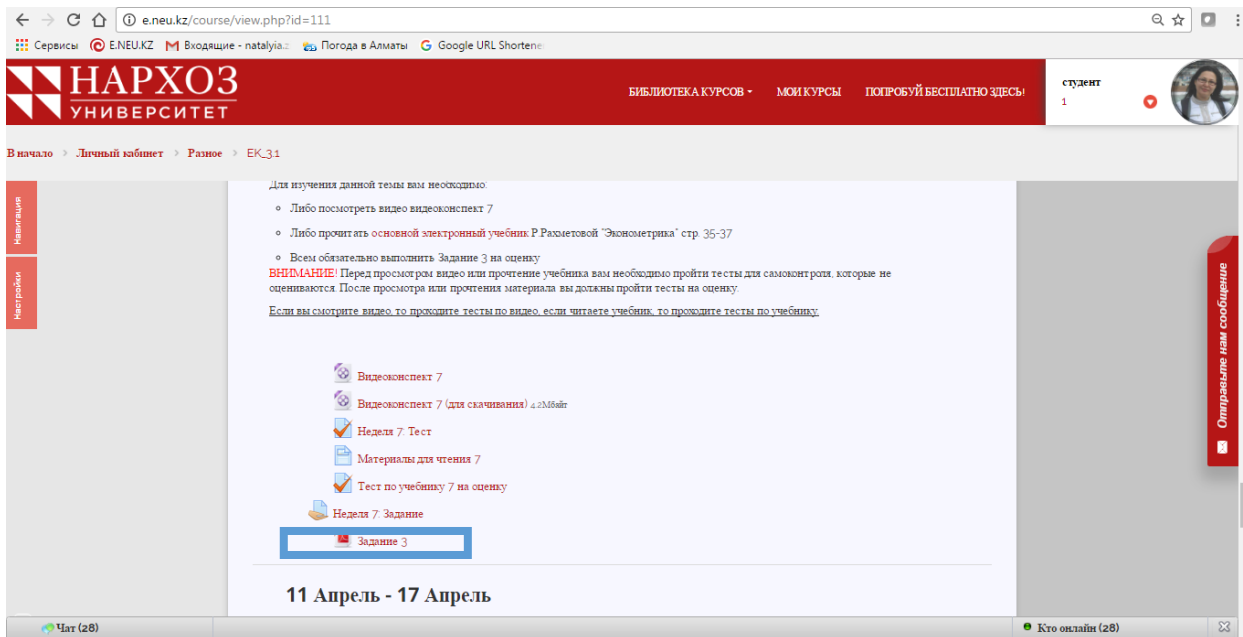 e.neu.kz/course/view.php?id=111
Сервисы E.NEU.KZ Входящие - natalyia.z Погода в Алматы Google URL Shortene
НАРХОЗ
УНИВЕРСИТЕТ
БИБЛИОТЕКА КУРСОВ МОИ КУРСЫ ПОПРОБУЙ БЕСПЛАТНО ЗДЕСЬ!
студент
1
В начало Личный кабинет Разное EK_3.1
Навигация
Настройки
Для изучения данной темы вам необходимо:
Либо посмотреть видео видеоконспект 7
Либо прочитать основной электронный учебник Р.Рахметовой "Эконометрика" стр. 35-37
Всем обязательно выполнить Задание 3 на оценку
ВНИМАНИЕ! Перед просмотром видео или прочтение учебника вам необходимо пройти тесты для самоконтроля, которые не
оцениваются. После просмотра или прочтения материала вы должны пройти тесты на оценку.
Если вы смотрите видео, то проходите тесты по видео, если читаете учебник, то проходите тесты по учебнику.
Видеоконспект 7
Видеоконспект 7 (для скачивания) 4.2Мбайт
Неделя 7: Тест
Материалы для чтения 7
Тест по учебнику 7 на оценку
Неделя 7: Задание
Задание 3
11 Апрель - 17 Апрель
Отправьте нам сообщение
Чат (28)
Кто онлайн (28)